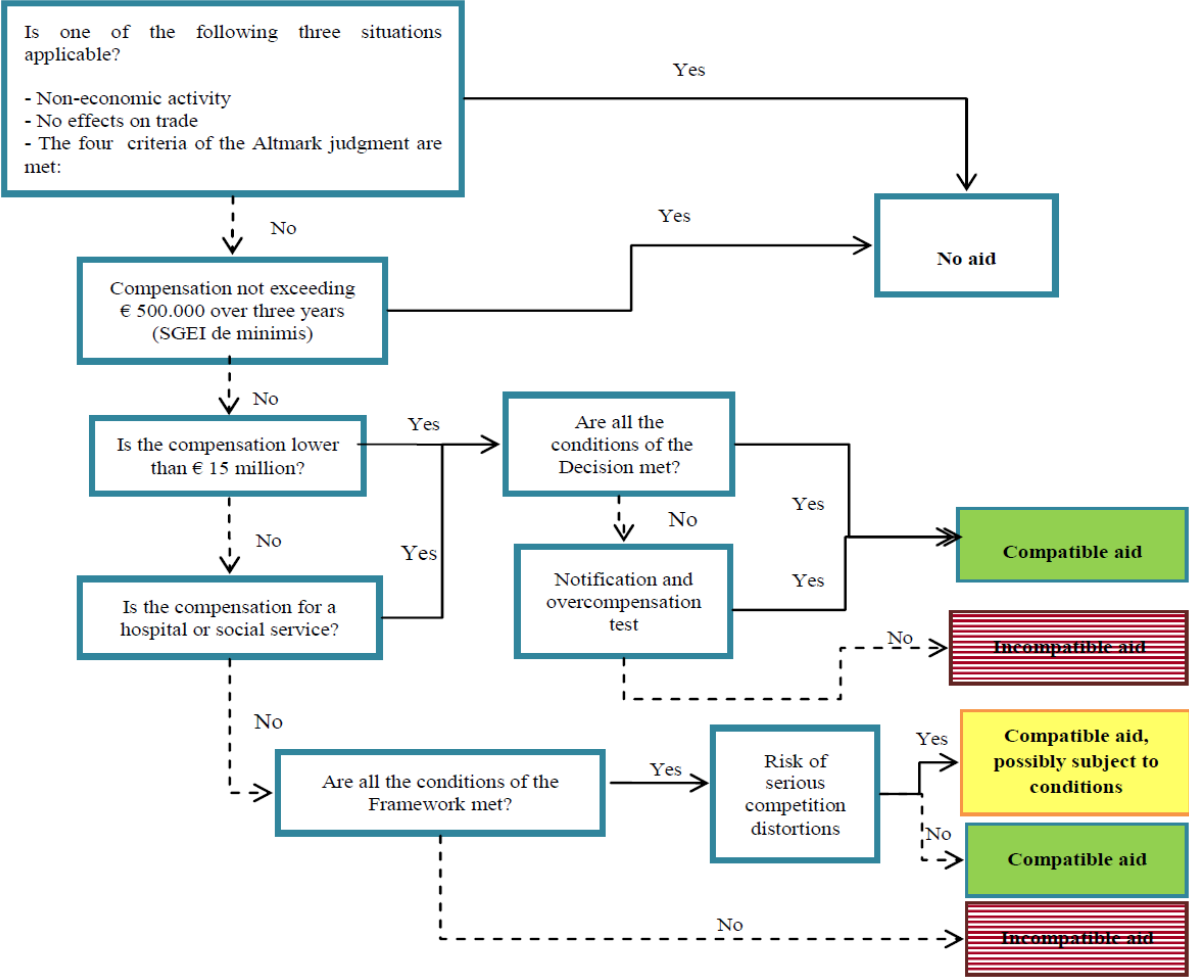 Is one of the following three situations
applicable?
- Non-economic activity
- No effects on trade
- The four criteria of the Altmark judgment are
met:
Yes
No
Yes
No aid
Compensation not exceeding
€ 500.000 over three years
(SGEI de minimis)
No
Is the compensation lower
than € 15 million?
Yes
Are all the
conditions of the
Decision met?
Yes
No
No
Yes
Compatible aid
Is the compensation for a
hospital or social service?
Notification and
overcompensation
test
Yes
No
Incompatible aid
No
Are all the conditions of the
Framework met?
Yes
Risk of
serious
competition
distortions
Yes
Compatible aid,
possibly subject to
conditions
No
Compatible aid
No
Incompatible aid